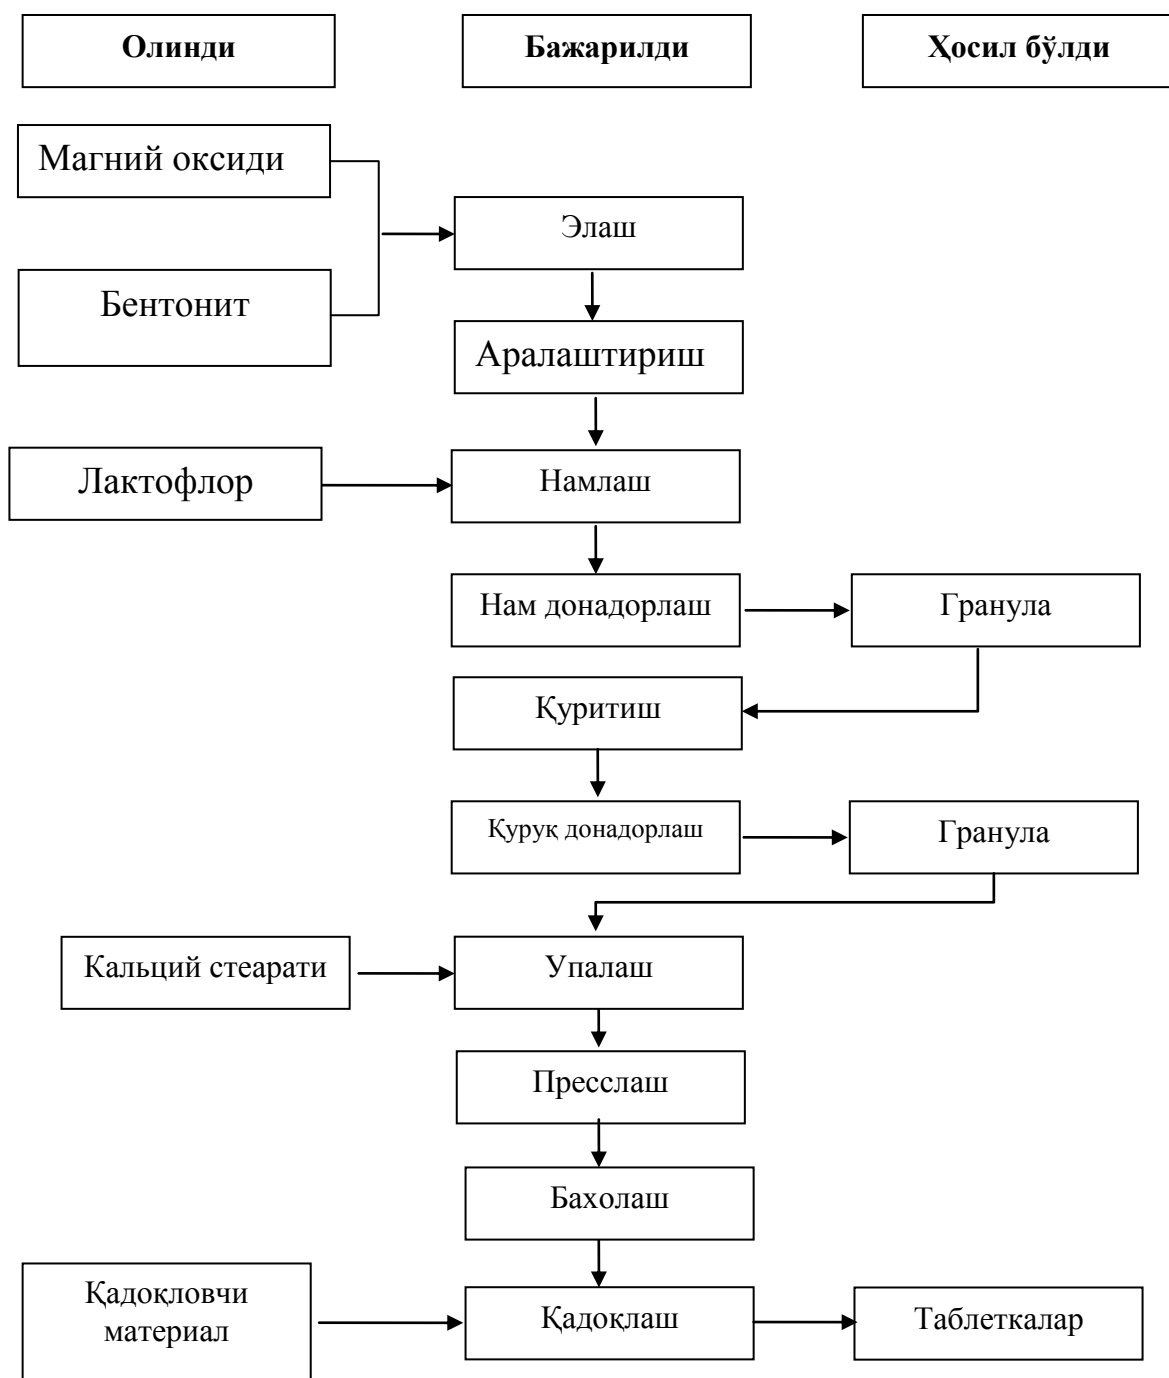 Олинди
Бажарилди
Ҳосил бўлди
Магний оксиди
Элаш
Бентонит
Аралаштириш
Лактофлор
Намлаш
Нам донадорлаш
Гранула
Қуритиш
Қуруқ донадорлаш
Гранула
Кальций стеарати
Упалаш
Пресслаш
Бахолаш
Қадоқловчи
материал
Қадоқлаш
Таблеткалар